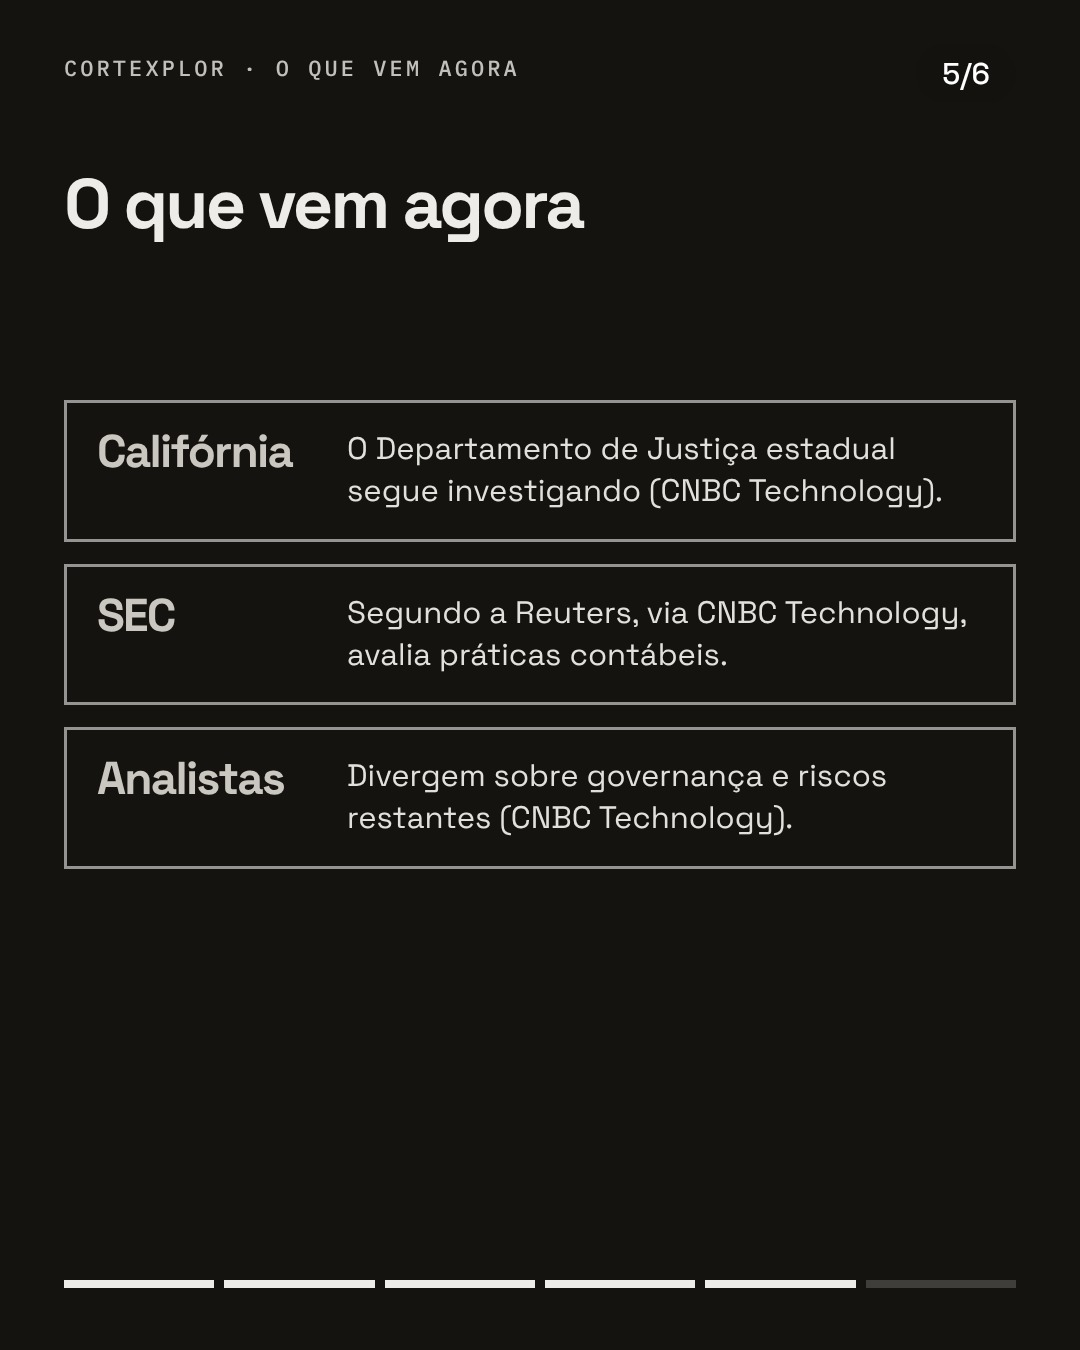 CORTEXPLOR · O QUE VEM AGORA
5/6
O que vem agora
Califórnia
O Departamento de Justiça estadual
segue investigando (CNBC Technology).
SEC
Segundo a Reuters, via CNBC Technology,
avalia práticas contábeis.
Analistas
Divergem sobre governança e riscos
restantes (CNBC Technology).